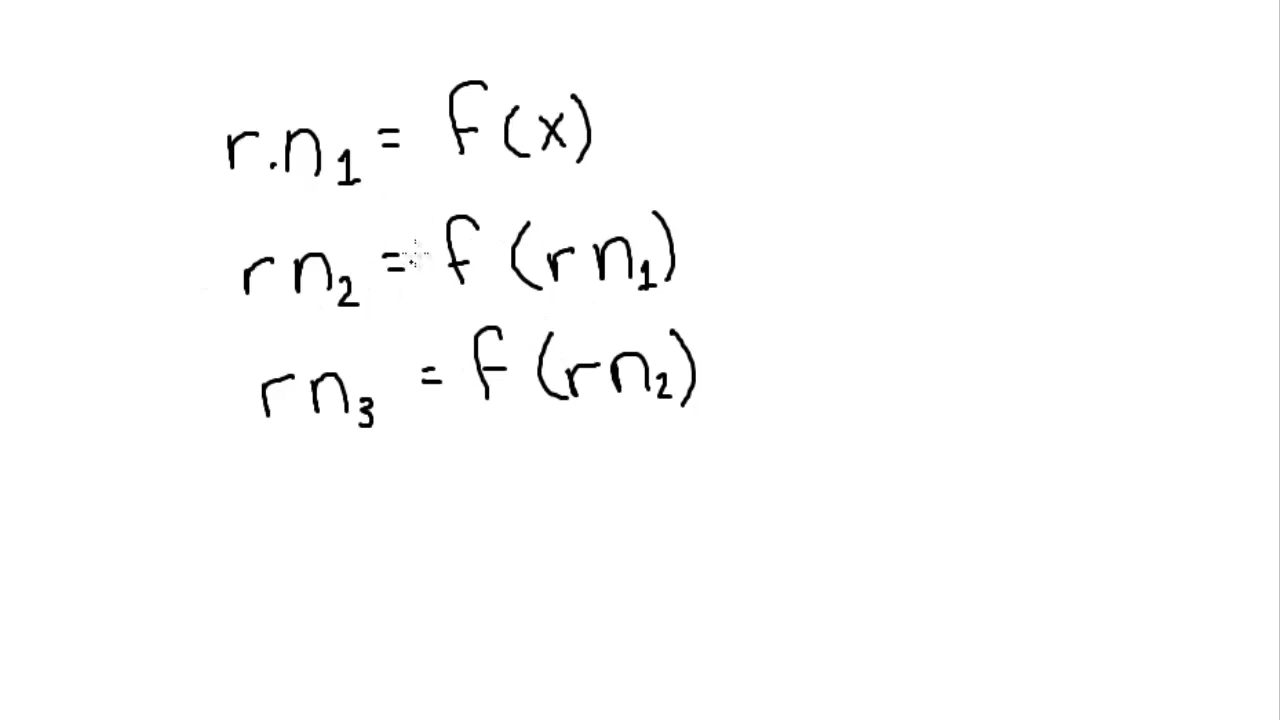 r.n₁ = f(x)
rn₂ = f(rn₁)
rn₃ = f(rn₂)